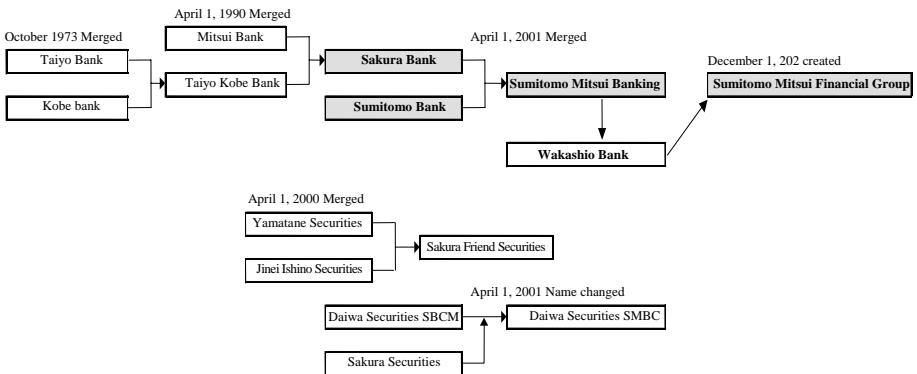 April 1, 1990 Merged
October 1973 Merged
Mitsui Bank
April 1, 2001 Merged
Taiyo Bank
Sakura Bank
December 1, 202 created
Taiyo Kobe Bank
Sumitomo Mitsui Banking
Sumitomo Mitsui Financial Group
Kobe bank
Sumitomo Bank
Wakashio Bank
April 1, 2000 Merged
Yamatane Securities
Sakura Friend Securities
Jinei Ishino Securities
April 1, 2001 Name changed
Daiwa Securities SBCM
Daiwa Securities SMBC
Sakura Securities